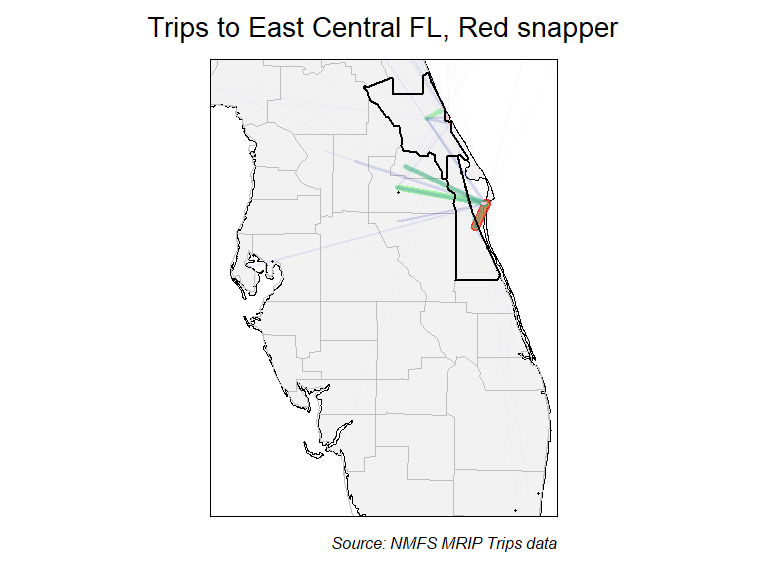 Trips to East Central FL, Red snapper
Source: NMFS MRIP Trips data